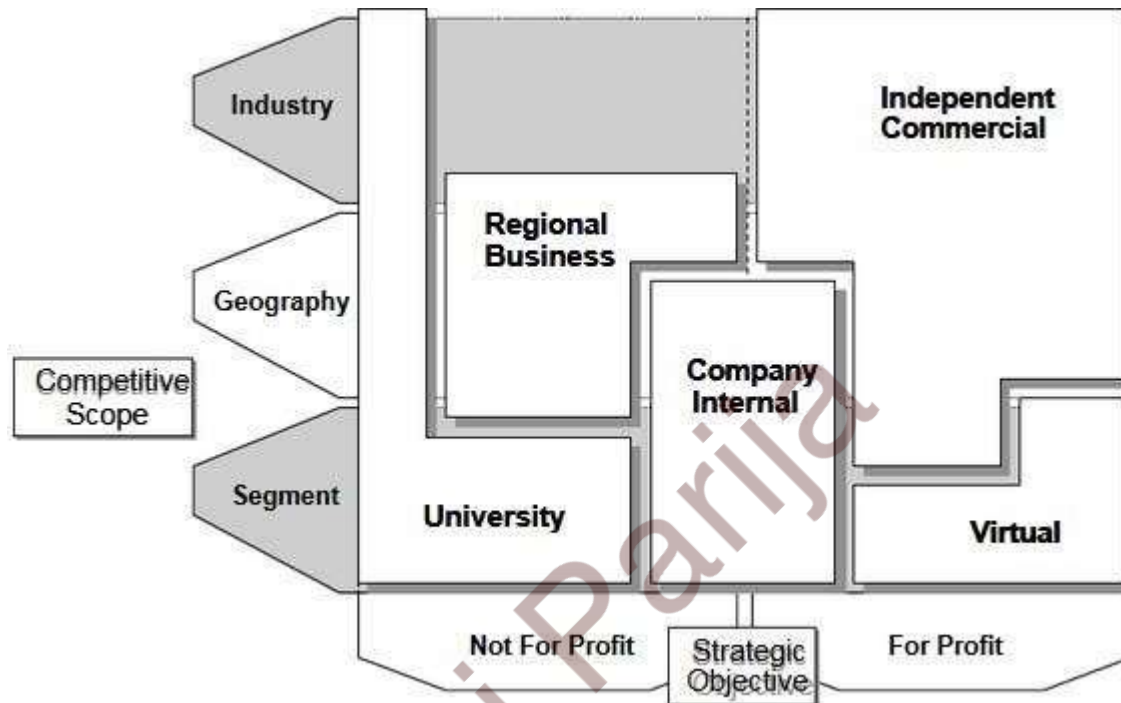 Industry
Independent
Commercial
Regional
Business
Geography
Competitive
Scope
Company
Internal
Segment
University
Virtual
Not For Profit
Strategic
Objective
For Profit
i Parija